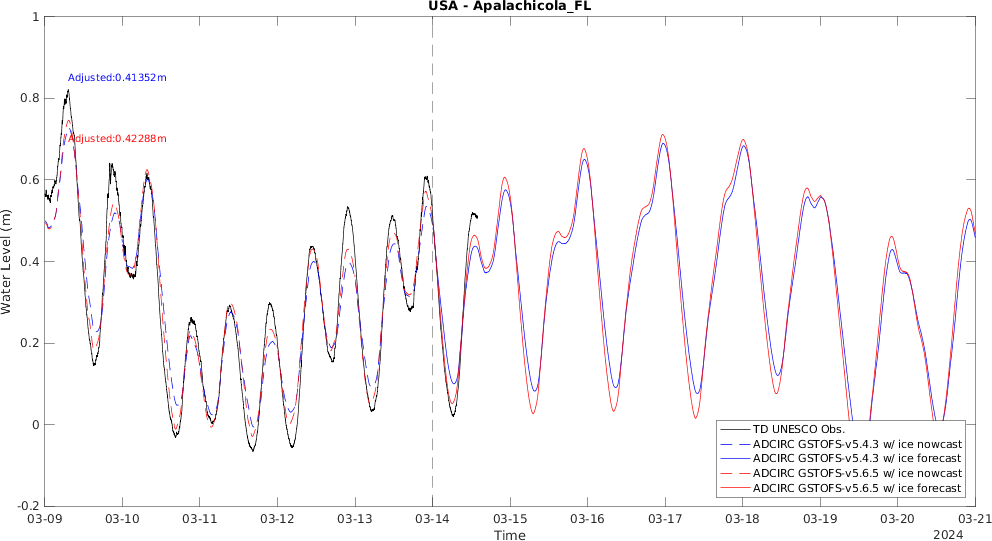 USA - Apalachicola_FL
Water Level (m)
1
0.8
0.6
0.4
0.2
0
-0.2
Adjusted:0.41352m
Adjusted:0.42288m
TD UNESCO Obs.
ADCIRC GSTOFS-v5.4.3 w/ ice nowcast
ADCIRC GSTOFS-v5.4.3 w/ ice forecast
ADCIRC GSTOFS-v5.6.5 w/ ice nowcast
ADCIRC GSTOFS-v5.6.5 w/ ice forecast
03-09 03-10 03-11 03-12 03-13 03-14 03-15 03-16 03-17 03-18 03-19 03-20 03-21
Time
2024